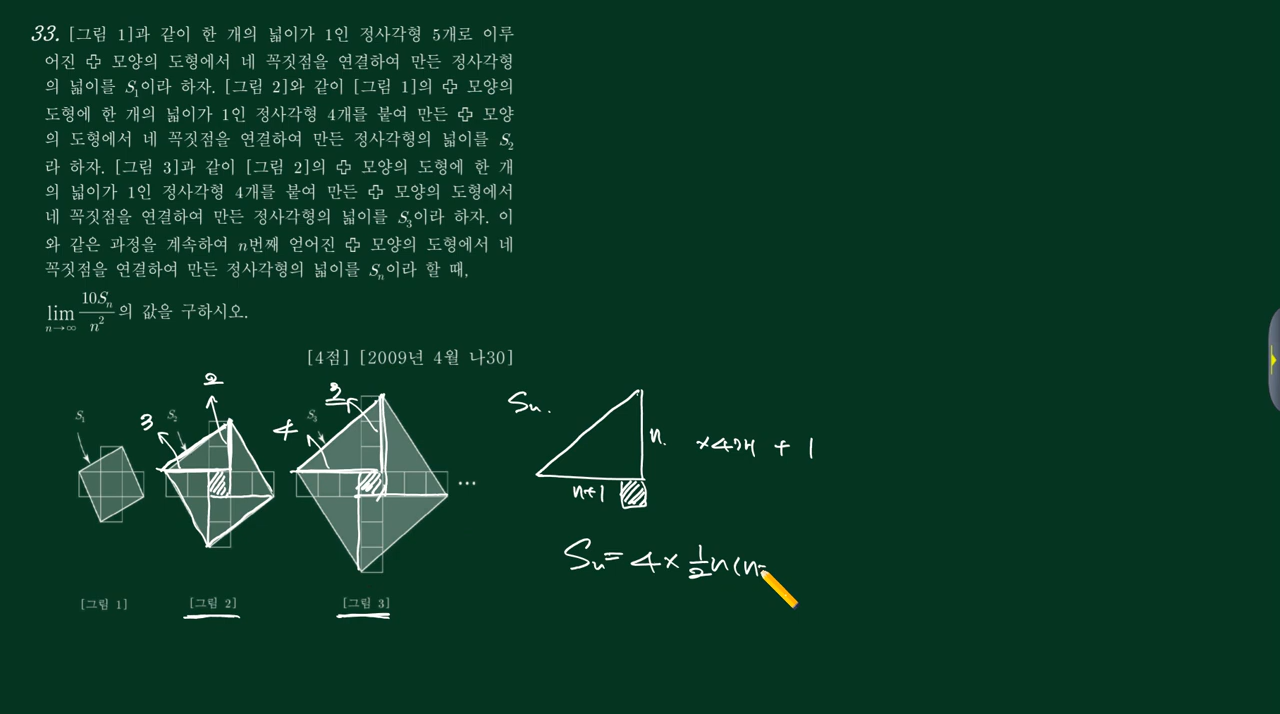 33. [그림 1]과 같이 한 개의 넓이가 1인 정사각형 5개로 이루
어진 모양의 도형에서 네 꼭짓점을 연결하여 만든 정사각형
의 넓이를 S₁이라 하자. [그림 2]와 같이 [그림 1]의 모양의
도형에 한 개의 넓이가 1인 정사각형 4개를 붙여 만든 모양
의 도형에서 네 꼭짓점을 연결하여 만든 정사각형의 넓이를 S₂
라 하자. [그림 3]과 같이 [그림 2]의 모양의 도형에 한 개
의 넓이가 1인 정사각형 4개를 붙여 만든 모양의 도형에서
네 꼭짓점을 연결하여 만든 정사각형의 넓이를 S₃이라 하자. 이
와 같은 과정을 계속하여 n번째 얻어진 모양의 도형에서 네
꼭짓점을 연결하여 만든 정사각형의 넓이를 Sₙ이라 할 때,
lim n→∞ 10Sₙ/n² 의 값을 구하시오.
[4점] [2009년 4월 나30]
S₁
3
S₂
2
4
S₃
3
···
Sₙ.
n.
n+1
×4개 + 1
Sₙ= 4× 1/2 n(n
[그림 1]
[그림 2]
[그림 3]